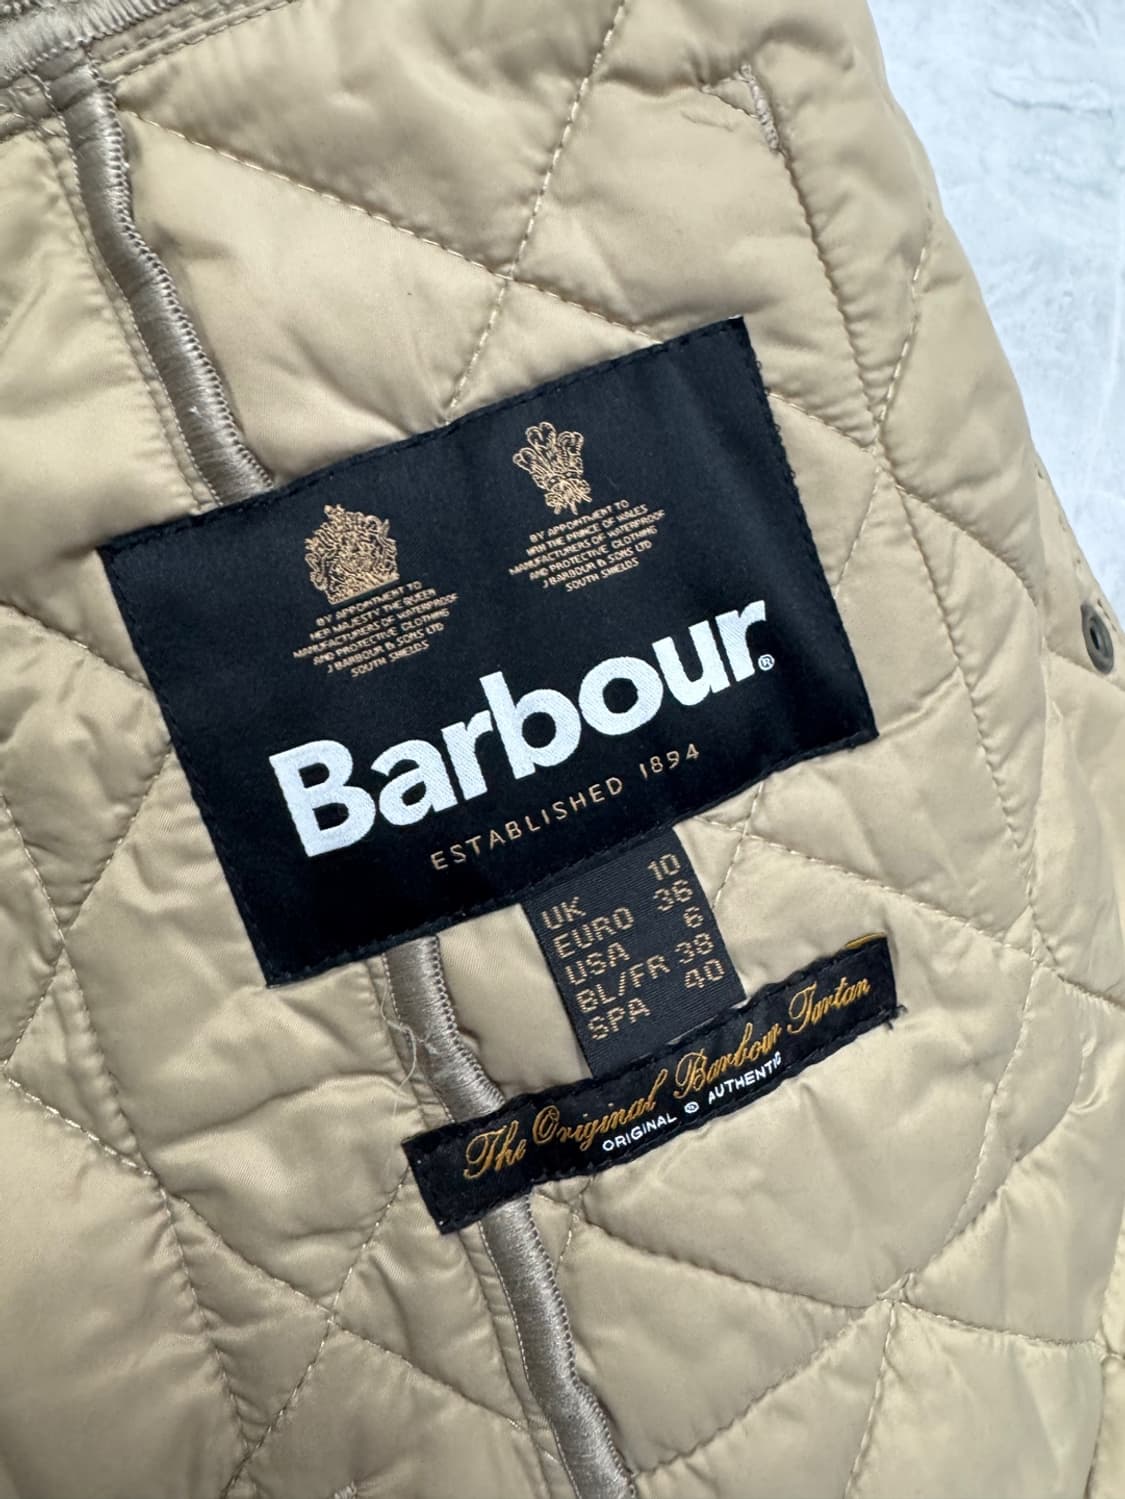 BY APPOINTMENT TO
HER MAJESTY THE QUEEN
MANUFACTURERS OF WATERPROOF
AND PROTECTIVE CLOTHING
J BARBOUR & SONS LTD
SOUTH SHIELDS
BY APPOINTMENT TO
HRH THE PRINCE OF WALES
MANUFACTURERS OF WATERPROOF
AND PROTECTIVE CLOTHING
J BARBOUR & SONS LTD
SOUTH SHIELDS
Barbour®
ESTABLISHED 1894
UK 10
EURO 36
USA 6
BL/FR 38
SPA 40
The Original Barbour Tartan
ORIGINAL ® AUTHENTIC